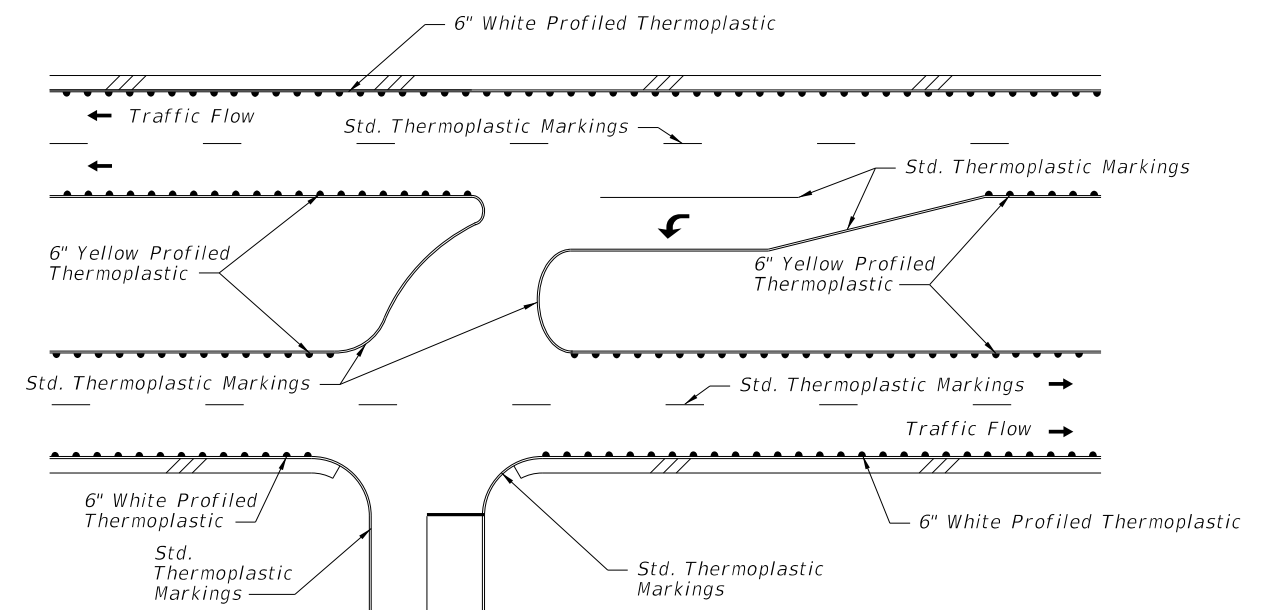 6" White Profiled Thermoplastic
Traffic Flow
Std. Thermoplastic Markings
Std. Thermoplastic Markings
6" Yellow Profiled
Thermoplastic
6" Yellow Profiled
Thermoplastic
Std. Thermoplastic Markings
Std. Thermoplastic Markings
Traffic Flow
6" White Profiled
Thermoplastic
6" White Profiled Thermoplastic
Std.
Thermoplastic
Markings
Std. Thermoplastic
Markings